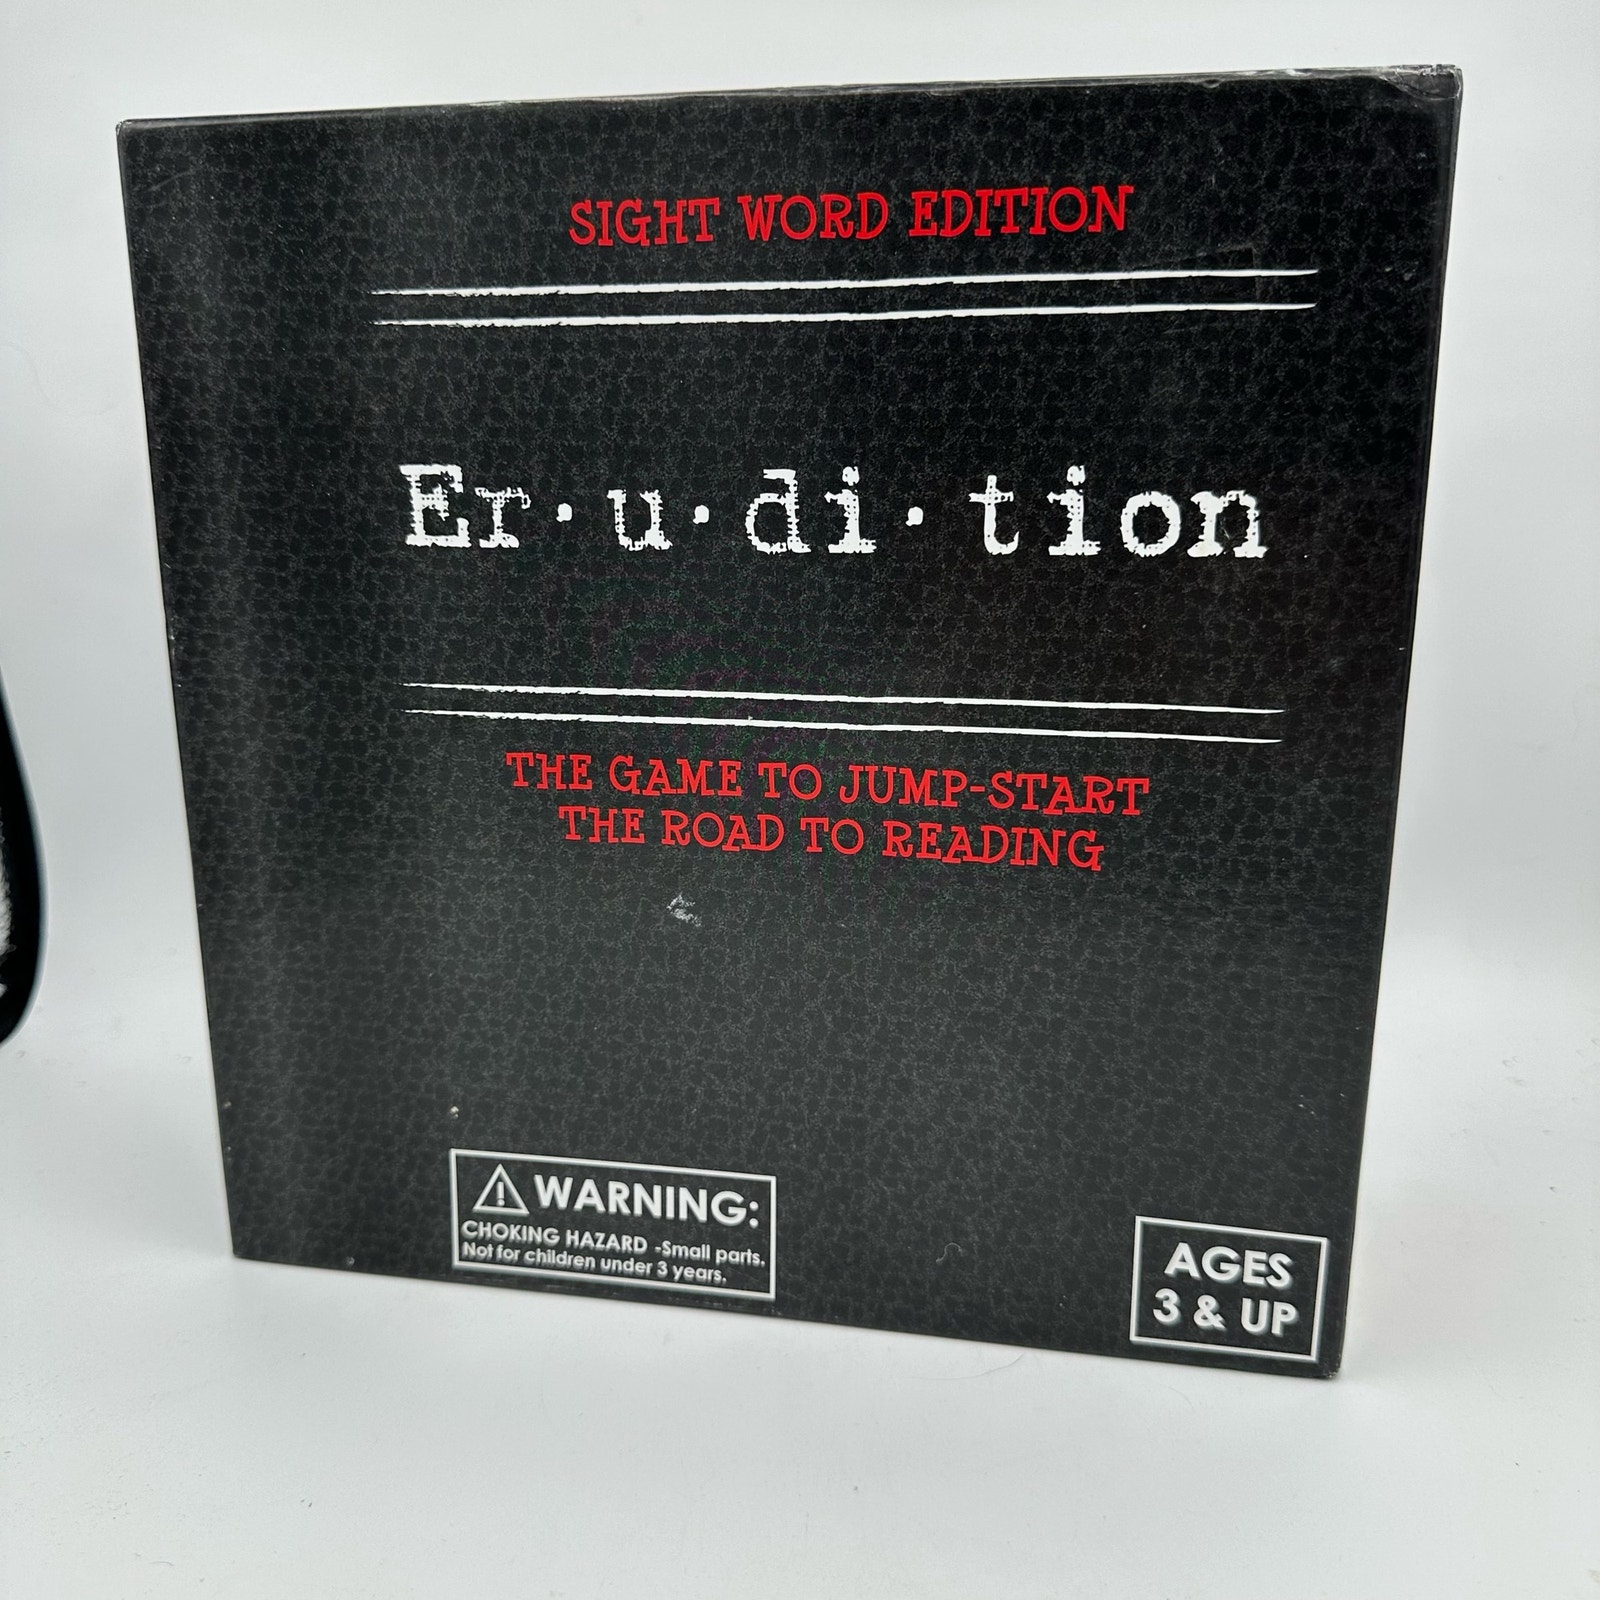 SIGHT WORD EDITION
Er·u·di·tion
THE GAME TO JUMP-START
THE ROAD TO READING
WARNING:
CHOKING HAZARD -Small parts.
Not for children under 3 years.
AGES
3 & UP